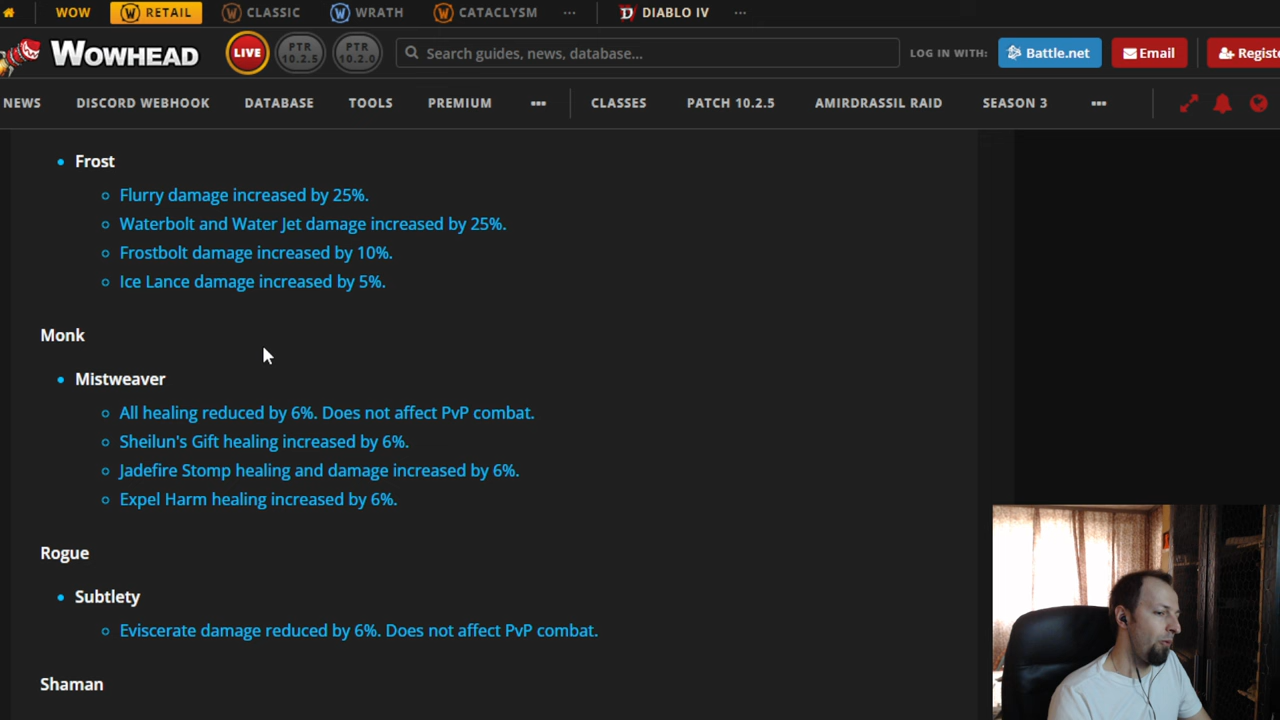 WOW RETAIL CLASSIC WRATH CATACLYSM ... DIABLO IV ...
WOWHEAD LIVE PTR 10.2.5 PTR 10.2.0 Search guides, news, database... LOG IN WITH: Battle.net Email Registe
NEWS DISCORD WEBHOOK DATABASE TOOLS PREMIUM ... CLASSES PATCH 10.2.5 AMIRDRASSIL RAID SEASON 3 ...
Frost
Flurry damage increased by 25%.
Waterbolt and Water Jet damage increased by 25%.
Frostbolt damage increased by 10%.
Ice Lance damage increased by 5%.
Monk
Mistweaver
All healing reduced by 6%. Does not affect PvP combat.
Sheilun's Gift healing increased by 6%.
Jadefire Stomp healing and damage increased by 6%.
Expel Harm healing increased by 6%.
Rogue
Subtlety
Eviscerate damage reduced by 6%. Does not affect PvP combat.
Shaman